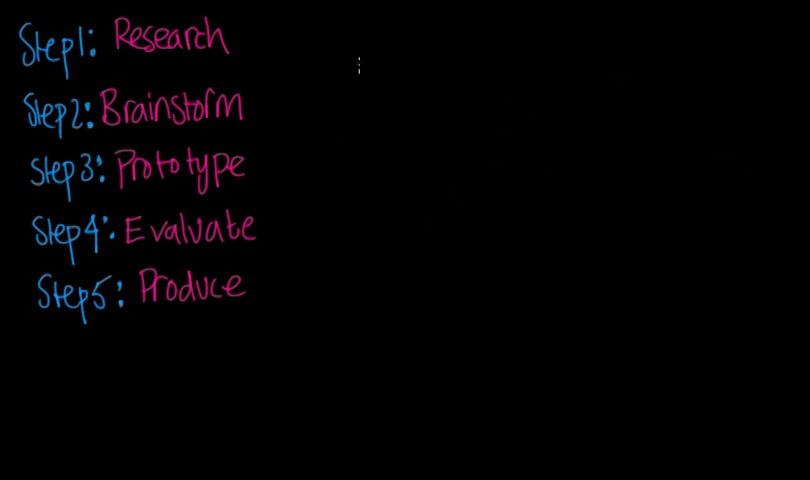 Step1: Research
Step2: Brainstorm
Step3: Prototype
Step4: Evaluate
Step5: Produce